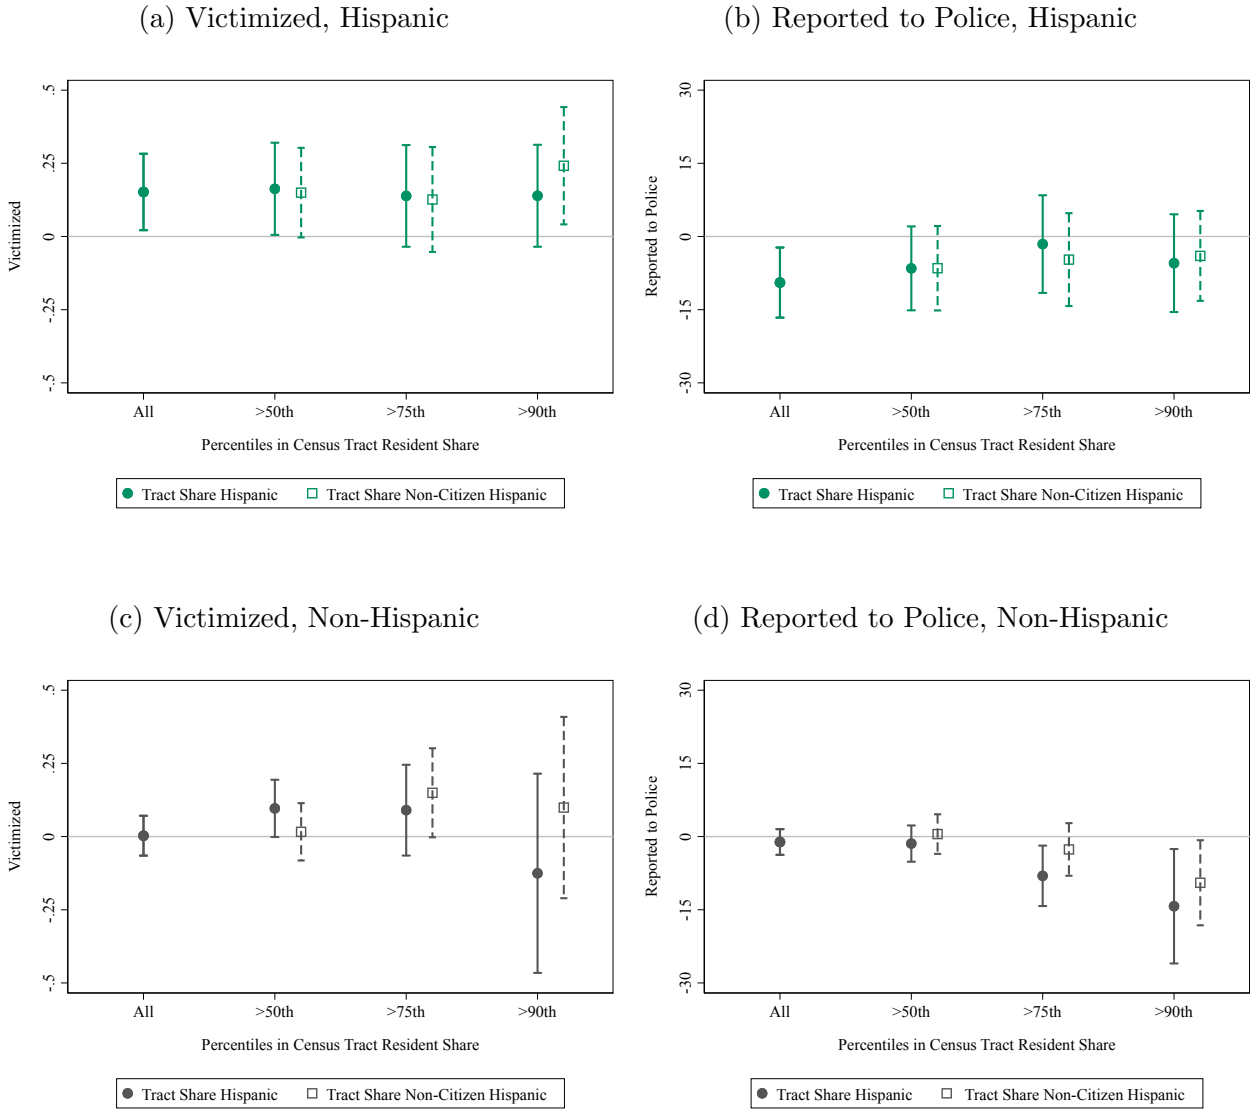 (a) Victimized, Hispanic
.5
.25
0
-.25
-.5
Victimized
All >50th >75th >90th
Percentiles in Census Tract Resident Share
Tract Share Hispanic Tract Share Non-Citizen Hispanic
(b) Reported to Police, Hispanic
30
15
0
-15
-30
Reported to Police
All >50th >75th >90th
Percentiles in Census Tract Resident Share
Tract Share Hispanic Tract Share Non-Citizen Hispanic
(c) Victimized, Non-Hispanic
.5
.25
0
-.25
-.5
Victimized
All >50th >75th >90th
Percentiles in Census Tract Resident Share
Tract Share Hispanic Tract Share Non-Citizen Hispanic
(d) Reported to Police, Non-Hispanic
30
15
0
-15
-30
Reported to Police
All >50th >75th >90th
Percentiles in Census Tract Resident Share
Tract Share Hispanic Tract Share Non-Citizen Hispanic